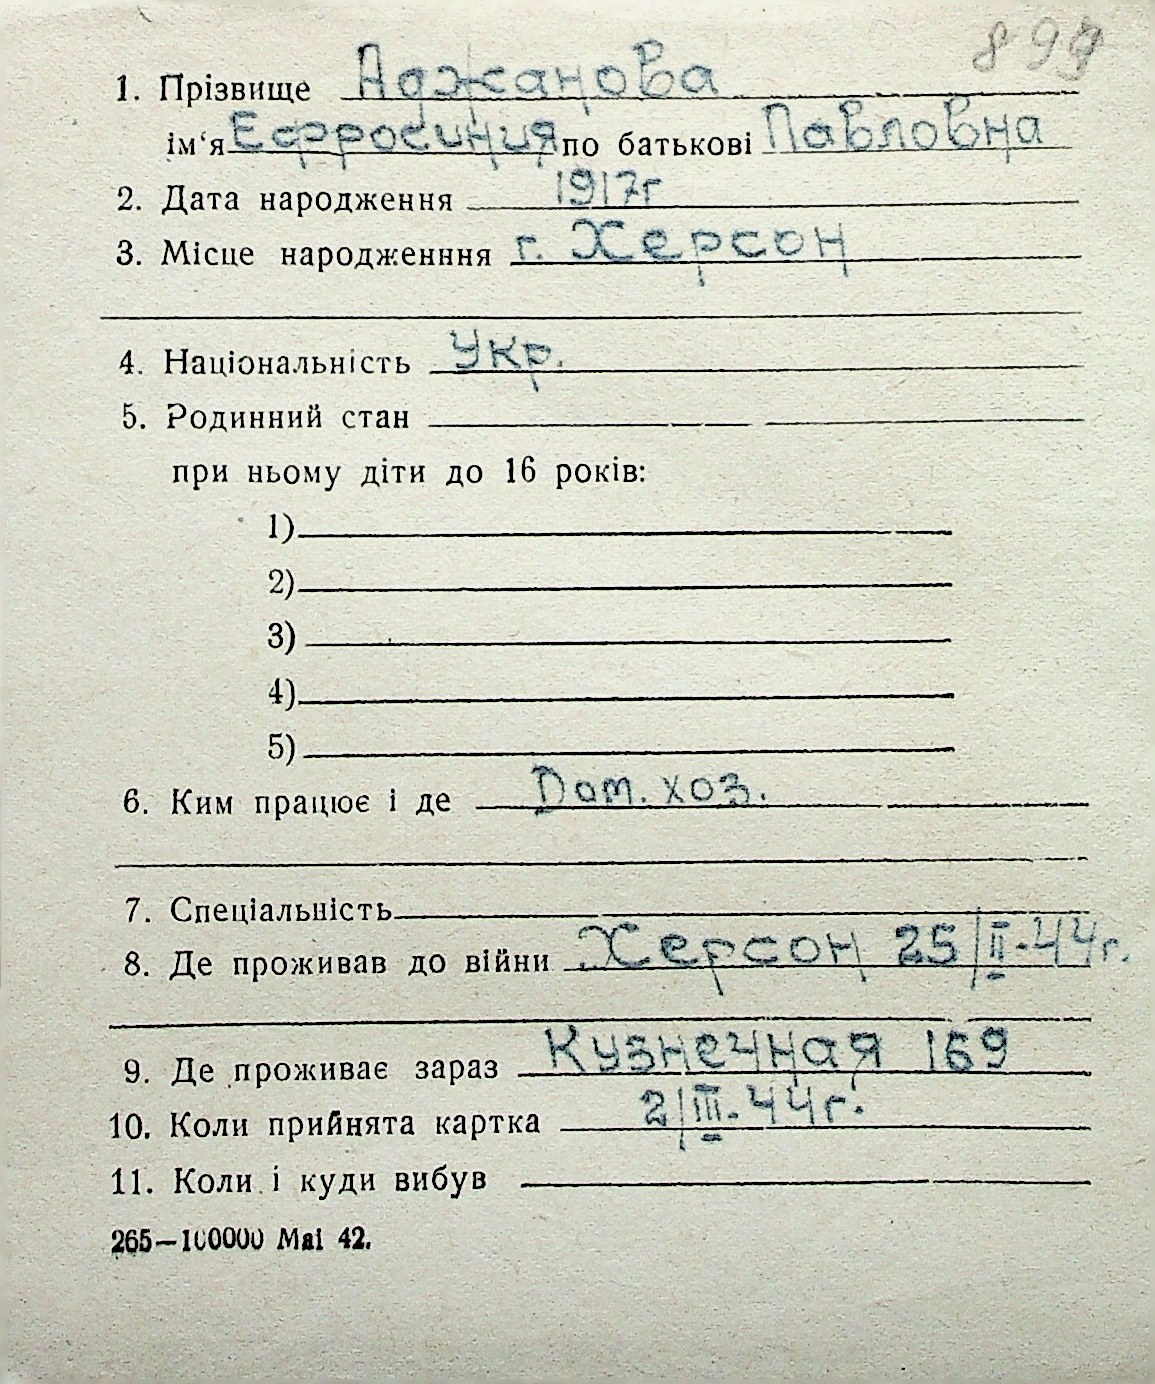 899
1. Прізвище Аджанова
ім‘я Ефросиния по батькові Павловна
2. Дата народження 1917г
3. Місце народженння г. Херсон
4. Національність Укр.
5. Родинний стан
при ньому діти до 16 років:
1)
2)
3)
4)
5)
6. Ким працює і де Дом. хоз.
7. Спеціальність
8. Де проживав до війни Херсон 25/II-44г.
9. Де проживає зараз Кузнечная 169
10. Коли прийнята картка 2/III-44г.
11. Коли і куди вибув
265—100000 Mai 42.